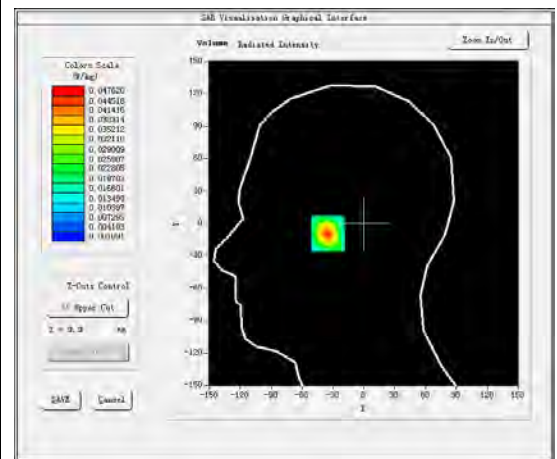 SAR Visualisation Graphical Interface
Volume Radiated Intensity
Zoom In/Out
Colors Scale
(W/kg)
0.047620
0.044518
0.041416
0.038314
0.035212
0.032110
0.029009
0.025907
0.022805
0.019703
0.016601
0.013499
0.010397
0.007295
0.004193
0.001091
150
120
90
60
30
0
-30
-60
-90
-120
-150
Y
-150 -120 -90 -60 -30 0 30 60 90 120 150
X
Z-Cuts Control
Upper Cut
Z = 0.0 mm
SAVE
Cancel